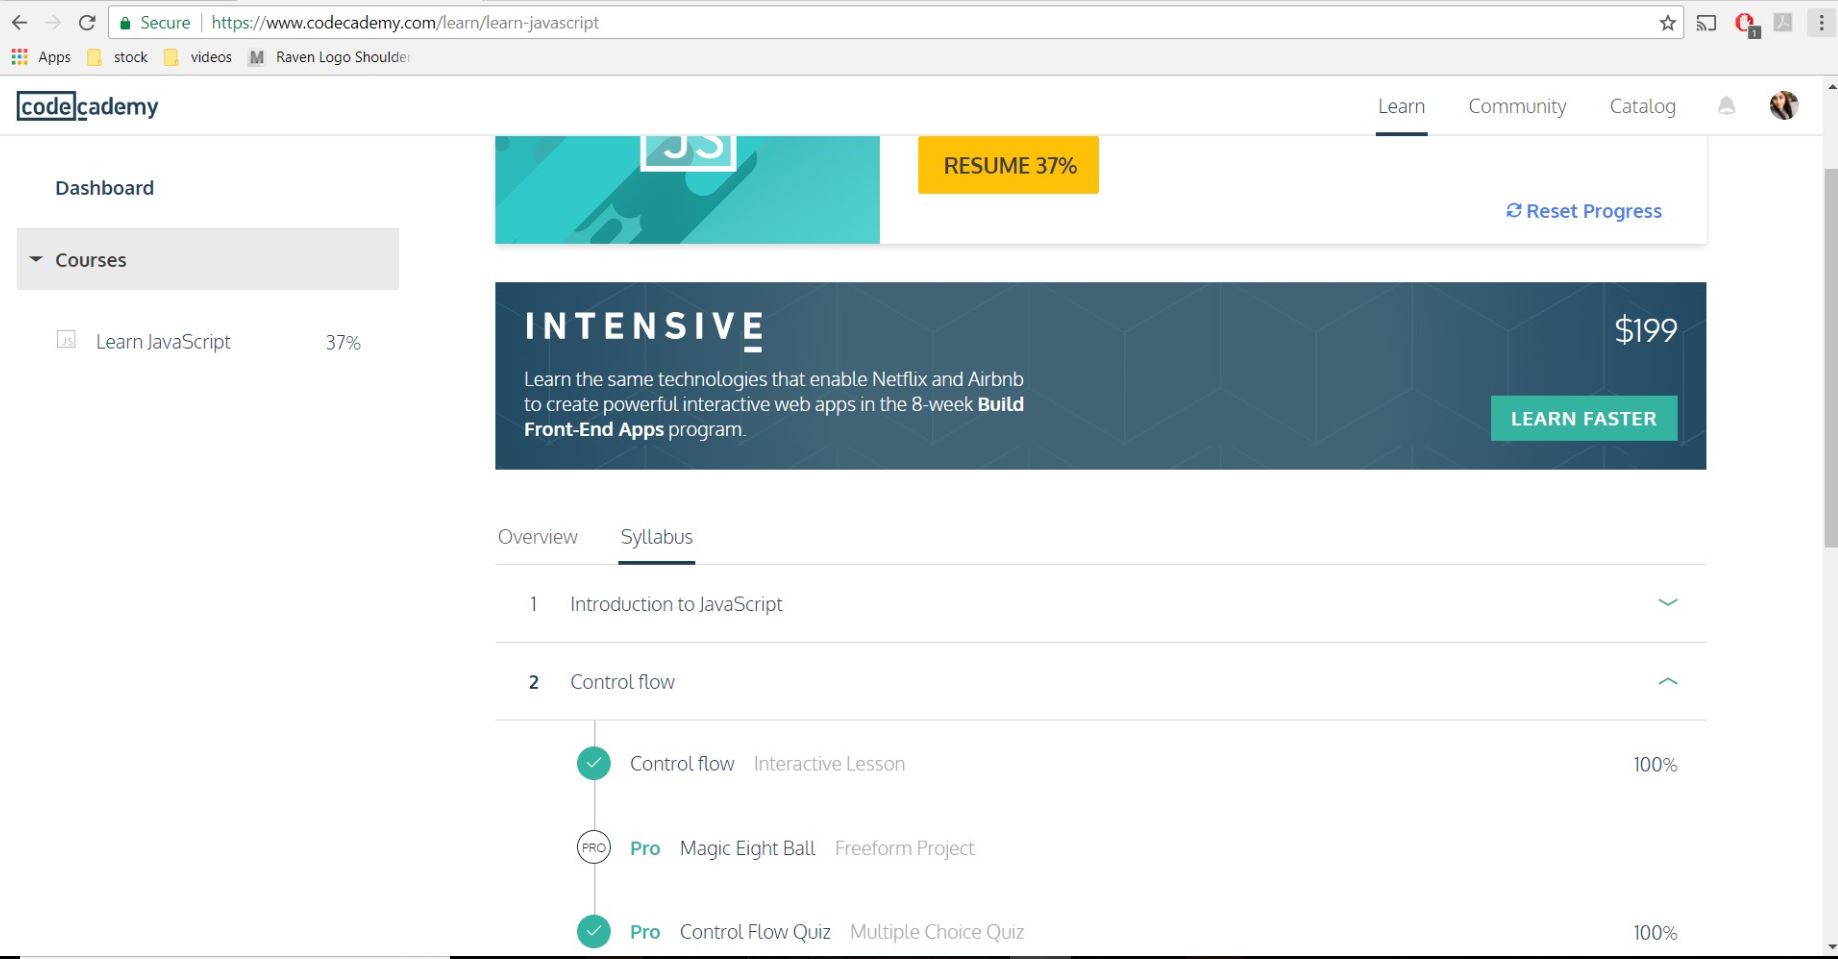 Secure https://www.codecademy.com/learn/learn-javascript
1
Apps stock videos M Raven Logo Shoulder
codecademy
Learn Community Catalog
JS
RESUME 37%
Reset Progress
Dashboard
Courses
JS Learn JavaScript 37%
INTENSIVE
$199
Learn the same technologies that enable Netflix and Airbnb
to create powerful interactive web apps in the 8-week Build
Front-End Apps program.
LEARN FASTER
Overview Syllabus
1 Introduction to JavaScript
2 Control flow
Control flow Interactive Lesson 100%
PRO Pro Magic Eight Ball Freeform Project
Pro Control Flow Quiz Multiple Choice Quiz 100%